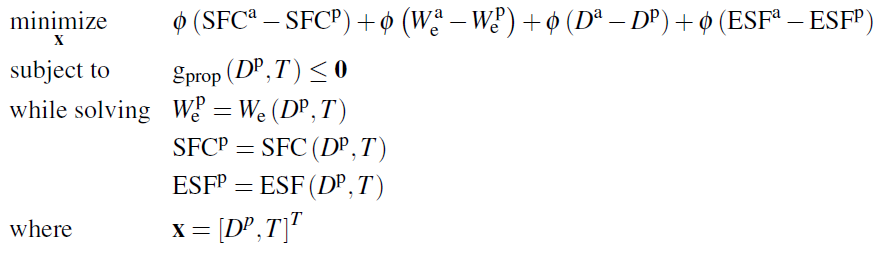 minimize ϕ (SFCᵃ − SFCᵖ) + ϕ (Wₑᵃ − Wₑᵖ) + ϕ (Dᵃ − Dᵖ) + ϕ (ESFᵃ − ESFᵖ)
x
subject to g_prop (Dᵖ, T) ≤ 0
while solving Wₑᵖ = Wₑ (Dᵖ, T)
SFCᵖ = SFC (Dᵖ, T)
ESFᵖ = ESF (Dᵖ, T)
where x = [Dᵖ, T]ᵀ